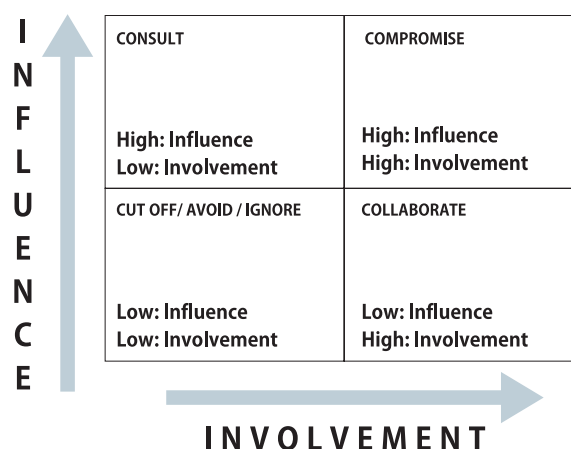 INFLUENCE
CONSULT
High: Influence
Low: Involvement
COMPROMISE
High: Influence
High: Involvement
CUT OFF/ AVOID / IGNORE
Low: Influence
Low: Involvement
COLLABORATE
Low: Influence
High: Involvement
INVOLVEMENT